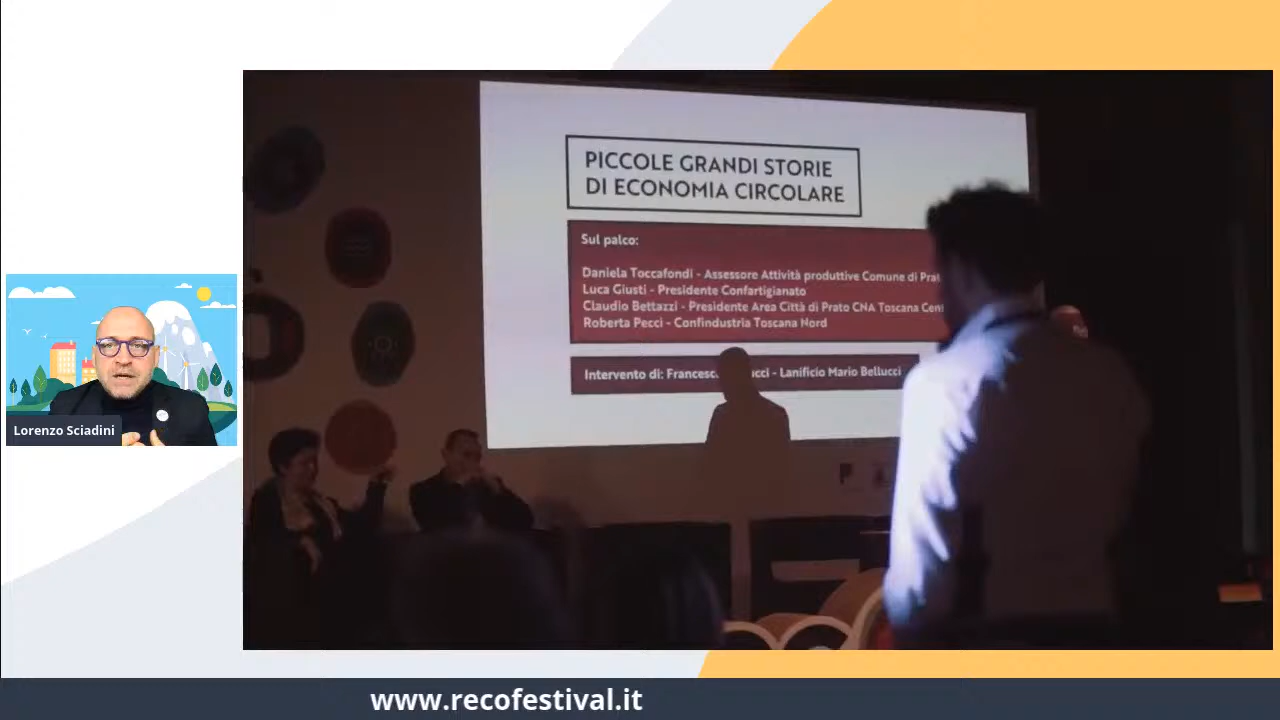 PICCOLE GRANDI STORIE
DI ECONOMIA CIRCOLARE
Sul palco:
Daniela Toccafondi - Assessore Attività produttive Comune di
Luca Giusti - Presidente Confartigianato
Claudio Bettazzi - Presidente Area Città di Prato CNA Toscana
Roberta Pecci - Confindustria Toscana Nord
Intervento di: - Lanificio Mario Bellucci
Lorenzo Sciadini
www.recofestival.it